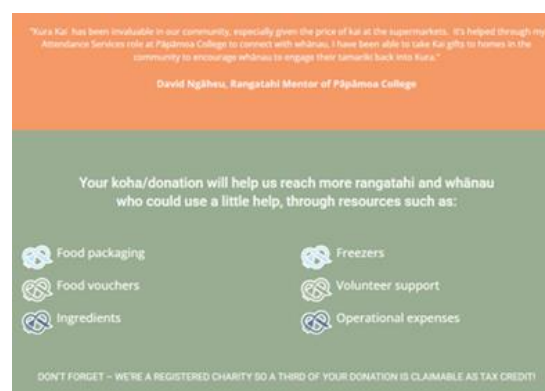 "Kura Kai has been invaluable in our community, especially given the price of kai at the supermarkets. It's helped through my
Attendance Services role at Pāpāmoa College to connect with whānau, I have been able to take Kai gifts to homes in the
community to encourage whānau to engage their tamariki back into Kura."
David Ngāheu, Rangatahi Mentor of Pāpāmoa College
Your koha/donation will help us reach more rangatahi and whānau
who could use a little help, through resources such as:
Food packaging
Freezers
Food vouchers
Volunteer support
Ingredients
Operational expenses
DON'T FORGET – WE'RE A REGISTERED CHARITY SO A THIRD OF YOUR DONATION IS CLAIMABLE AS TAX CREDIT!